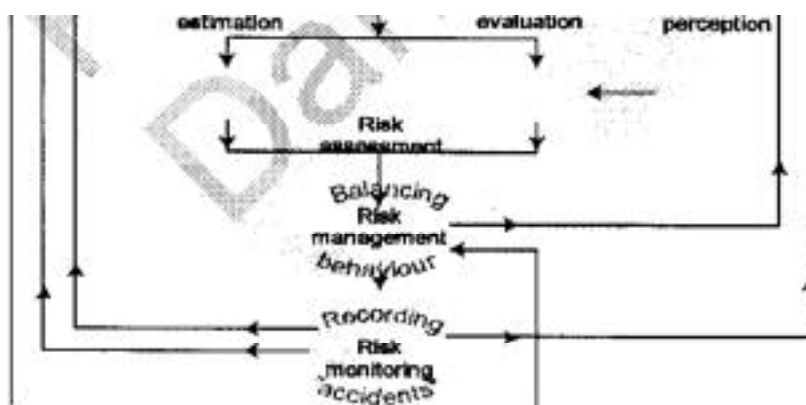 estimation evaluation perception
Risk
assessment
Balancing
Risk
management
behaviour
Recording
Risk
monitoring
"accidents"